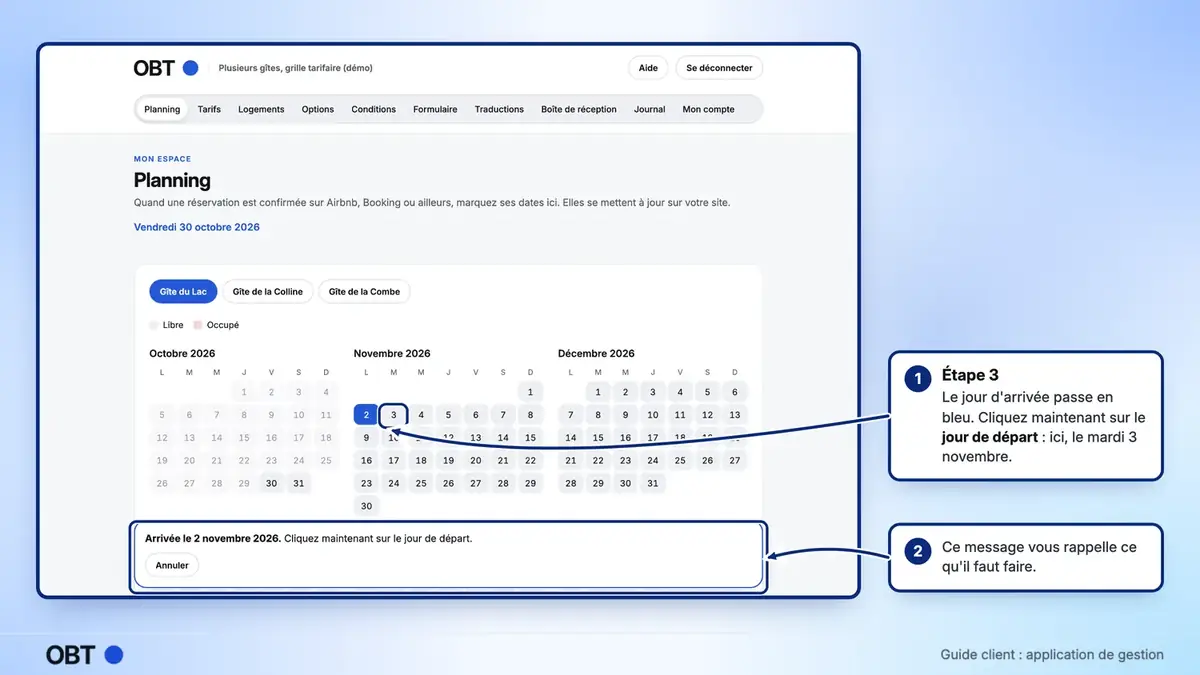 OBT
Plusieurs gîtes, grille tarifaire (démo)
Aide
Se déconnecter
Planning
Tarifs
Logements
Options
Conditions
Formulaire
Traductions
Boîte de réception
Journal
Mon compte
MON ESPACE
Planning
Quand une réservation est confirmée sur Airbnb, Booking ou ailleurs, marquez ses dates ici. Elles se mettent à jour sur votre site.
Vendredi 30 octobre 2026
Gîte du Lac
Gîte de la Colline
Gîte de la Combe
Libre
Occupé
Octobre 2026
L M M J V S D
1 2 3 4
5 6 7 8 9 10 11
12 13 14 15 16 17 18
19 20 21 22 23 24 25
26 27 28 29 30 31
Novembre 2026
L M M J V S D
1
2 3 4 5 6 7 8
9 10 12 13 14 15
16 17 18 19 20 21 22
23 24 25 26 27 28 29
30
Décembre 2026
L M M J V S D
1 2 3 4 5 6
7 8 9 10 11 12 13
14 15 16 17 18 19 20
21 22 23 24 25 26 27
28 29 30 31
Arrivée le 2 novembre 2026. Cliquez maintenant sur le jour de départ.
Annuler
1
Étape 3
Le jour d'arrivée passe en
bleu. Cliquez maintenant sur le
jour de départ : ici, le mardi 3
novembre.
2
Ce message vous rappelle ce
qu'il faut faire.
OBT
Guide client : application de gestion